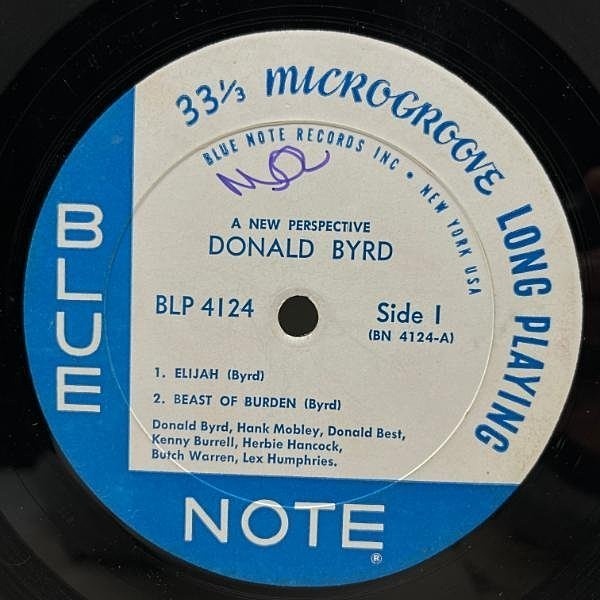 33⅓ MICROGROOVE LONG PLAYING
BLUE NOTE RECORDS INC • NEW YORK USA
A NEW PERSPECTIVE
DONALD BYRD
BLP 4124
Side 1
(BN 4124-A)
1. ELIJAH (Byrd)
2. BEAST OF BURDEN (Byrd)
Donald Byrd, Hank Mobley, Donald Best,
Kenny Burrell, Herbie Hancock,
Butch Warren, Lex Humphries.
BLUE
NOTE®